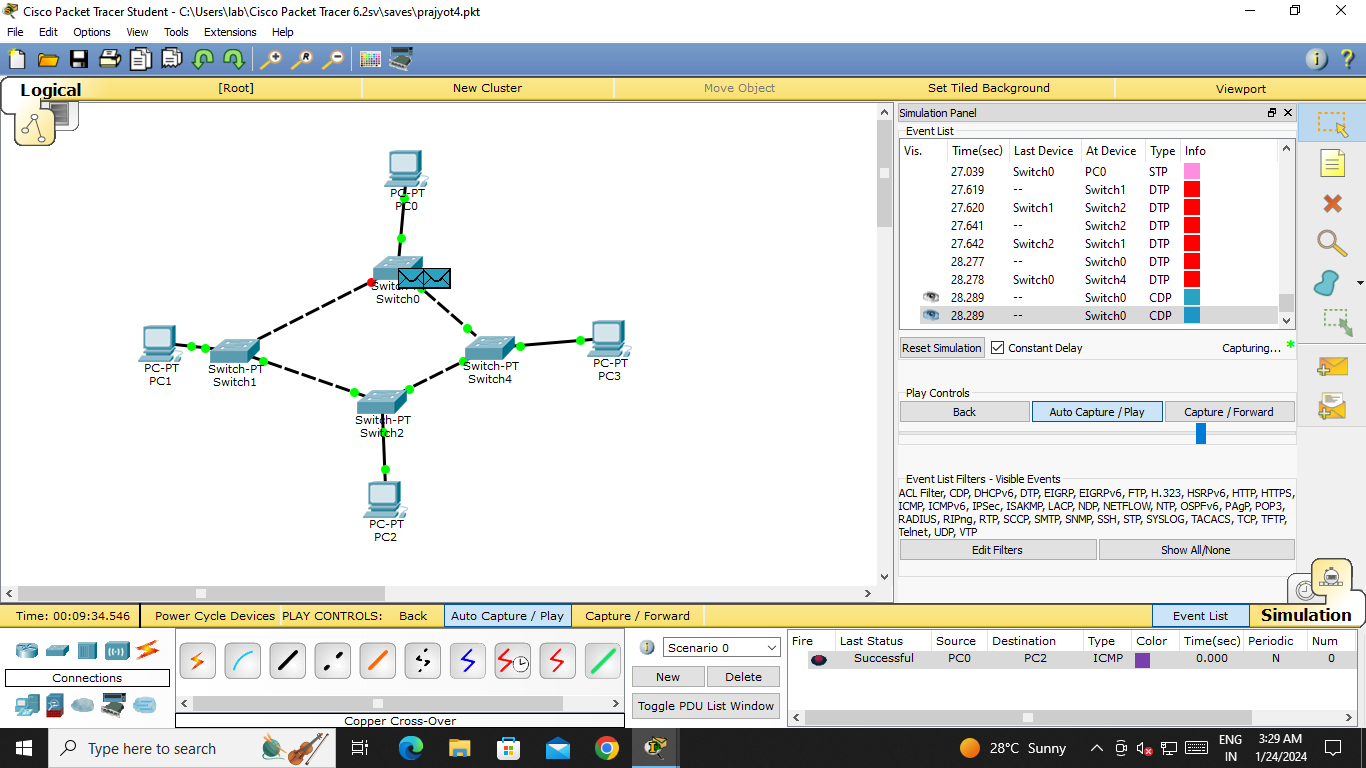 Cisco Packet Tracer Student - C:\Users\lab\Cisco Packet Tracer 6.2sv\saves\prajyot4.pkt
File Edit Options View Tools Extensions Help
Logical [Root] New Cluster Move Object Set Tiled Background Viewport
PC-PT
PC0
Switch0
PC-PT
PC1
Switch-PT
Switch1
Switch-PT
Switch4
PC-PT
PC3
Switch-PT
Switch2
PC-PT
PC2
Simulation Panel
Event List
Vis. Time(sec) Last Device At Device Type Info
27.039 Switch0 PC0 STP
27.619 -- Switch1 DTP
27.620 Switch1 Switch2 DTP
27.641 -- Switch2 DTP
27.642 Switch2 Switch1 DTP
28.277 -- Switch0 DTP
28.278 Switch0 Switch4 DTP
28.289 -- Switch0 CDP
28.289 -- Switch0 CDP
Reset Simulation Constant Delay Capturing... *
Play Controls
Back Auto Capture / Play Capture / Forward
Event List Filters - Visible Events
ACL Filter, CDP, DHCPv6, DTP, EIGRP, EIGRPv6, FTP, H.323, HSRPv6, HTTP, HTTPS,
ICMP, ICMPv6, IPSec, ISAKMP, LACP, NDP, NETFLOW, NTP, OSPFv6, PAgP, POP3,
RADIUS, RIPng, RTP, SCCP, SMTP, SNMP, SSH, STP, SYSLOG, TACACS, TCP, TFTP,
Telnet, UDP, VTP
Edit Filters Show All/None
Time: 00:09:34.546 Power Cycle Devices PLAY CONTROLS: Back Auto Capture / Play Capture / Forward Event List Simulation
Connections
Copper Cross-Over
Scenario 0
New Delete
Toggle PDU List Window
Fire Last Status Source Destination Type Color Time(sec) Periodic Num
Successful PC0 PC2 ICMP 0.000 N 0
Type here to search
28°C Sunny
ENG
IN
3:29 AM
1/24/2024